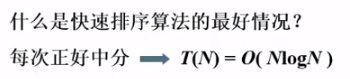 什么是快速排序算法的最好情况？
每次正好中分 ➡ T(N) = O( NlogN )